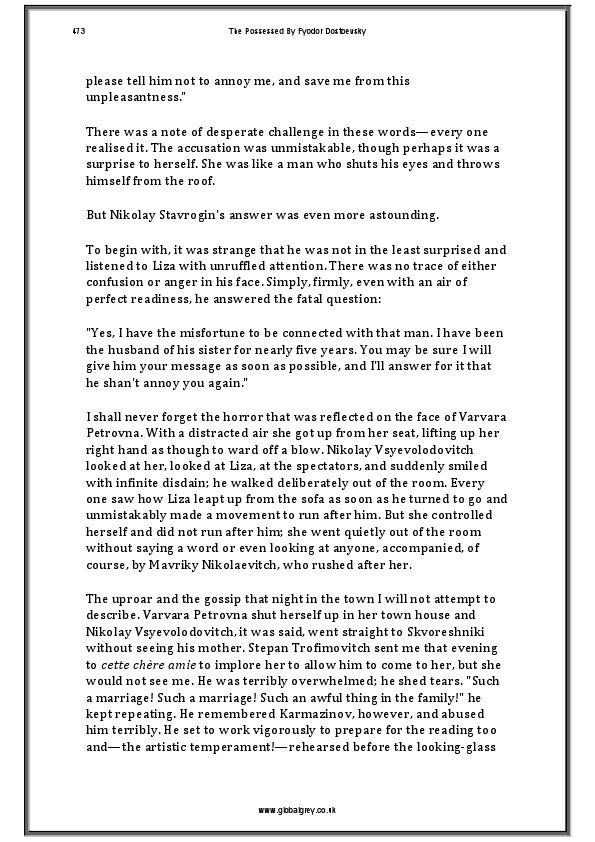 473
The Possessed By Fyodor Dostoevsky
please tell him not to annoy me, and save me from this
unpleasantness."
There was a note of desperate challenge in these words—every one
realised it. The accusation was unmistakable, though perhaps it was a
surprise to herself. She was like a man who shuts his eyes and throws
himself from the roof.
But Nikolay Stavrogin's answer was even more astounding.
To begin with, it was strange that he was not in the least surprised and
listened to Liza with unruffled attention. There was no trace of either
confusion or anger in his face. Simply, firmly, even with an air of
perfect readiness, he answered the fatal question:
"Yes, I have the misfortune to be connected with that man. I have been
the husband of his sister for nearly five years. You may be sure I will
give him your message as soon as possible, and I'll answer for it that
he shan't annoy you again."
I shall never forget the horror that was reflected on the face of Varvara
Petrovna. With a distracted air she got up from her seat, lifting up her
right hand as though to ward off a blow. Nikolay Vsyevolodovitch
looked at her, looked at Liza, at the spectators, and suddenly smiled
with infinite disdain; he walked deliberately out of the room. Every
one saw how Liza leapt up from the sofa as soon as he turned to go and
unmistakably made a movement to run after him. But she controlled
herself and did not run after him; she went quietly out of the room
without saying a word or even looking at anyone, accompanied, of
course, by Mavriky Nikolaevitch, who rushed after her.
The uproar and the gossip that night in the town I will not attempt to
describe. Varvara Petrovna shut herself up in her town house and
Nikolay Vsyevolodovitch, it was said, went straight to Skvoreshniki
without seeing his mother. Stepan Trofimovitch sent me that evening
to cette chère amie to implore her to allow him to come to her, but she
would not see me. He was terribly overwhelmed; he shed tears. "Such
a marriage! Such a marriage! Such an awful thing in the family!" he
kept repeating. He remembered Karmazinov, however, and abused
him terribly. He set to work vigorously to prepare for the reading too
and—the artistic temperament!—rehearsed before the looking-glass
www.globalgrey.co.uk